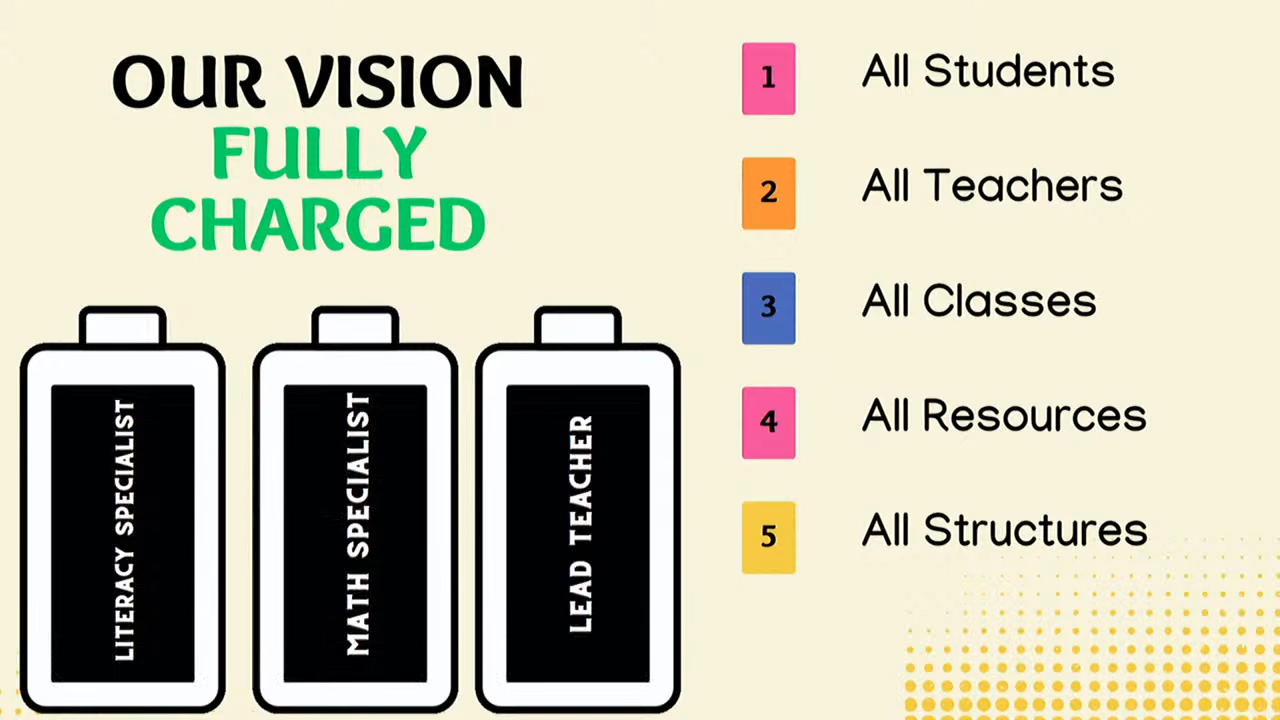 OUR VISION
FULLY
CHARGED
LITERACY SPECIALIST
MATH SPECIALIST
LEAD TEACHER
1 All Students
2 All Teachers
3 All Classes
4 All Resources
5 All Structures